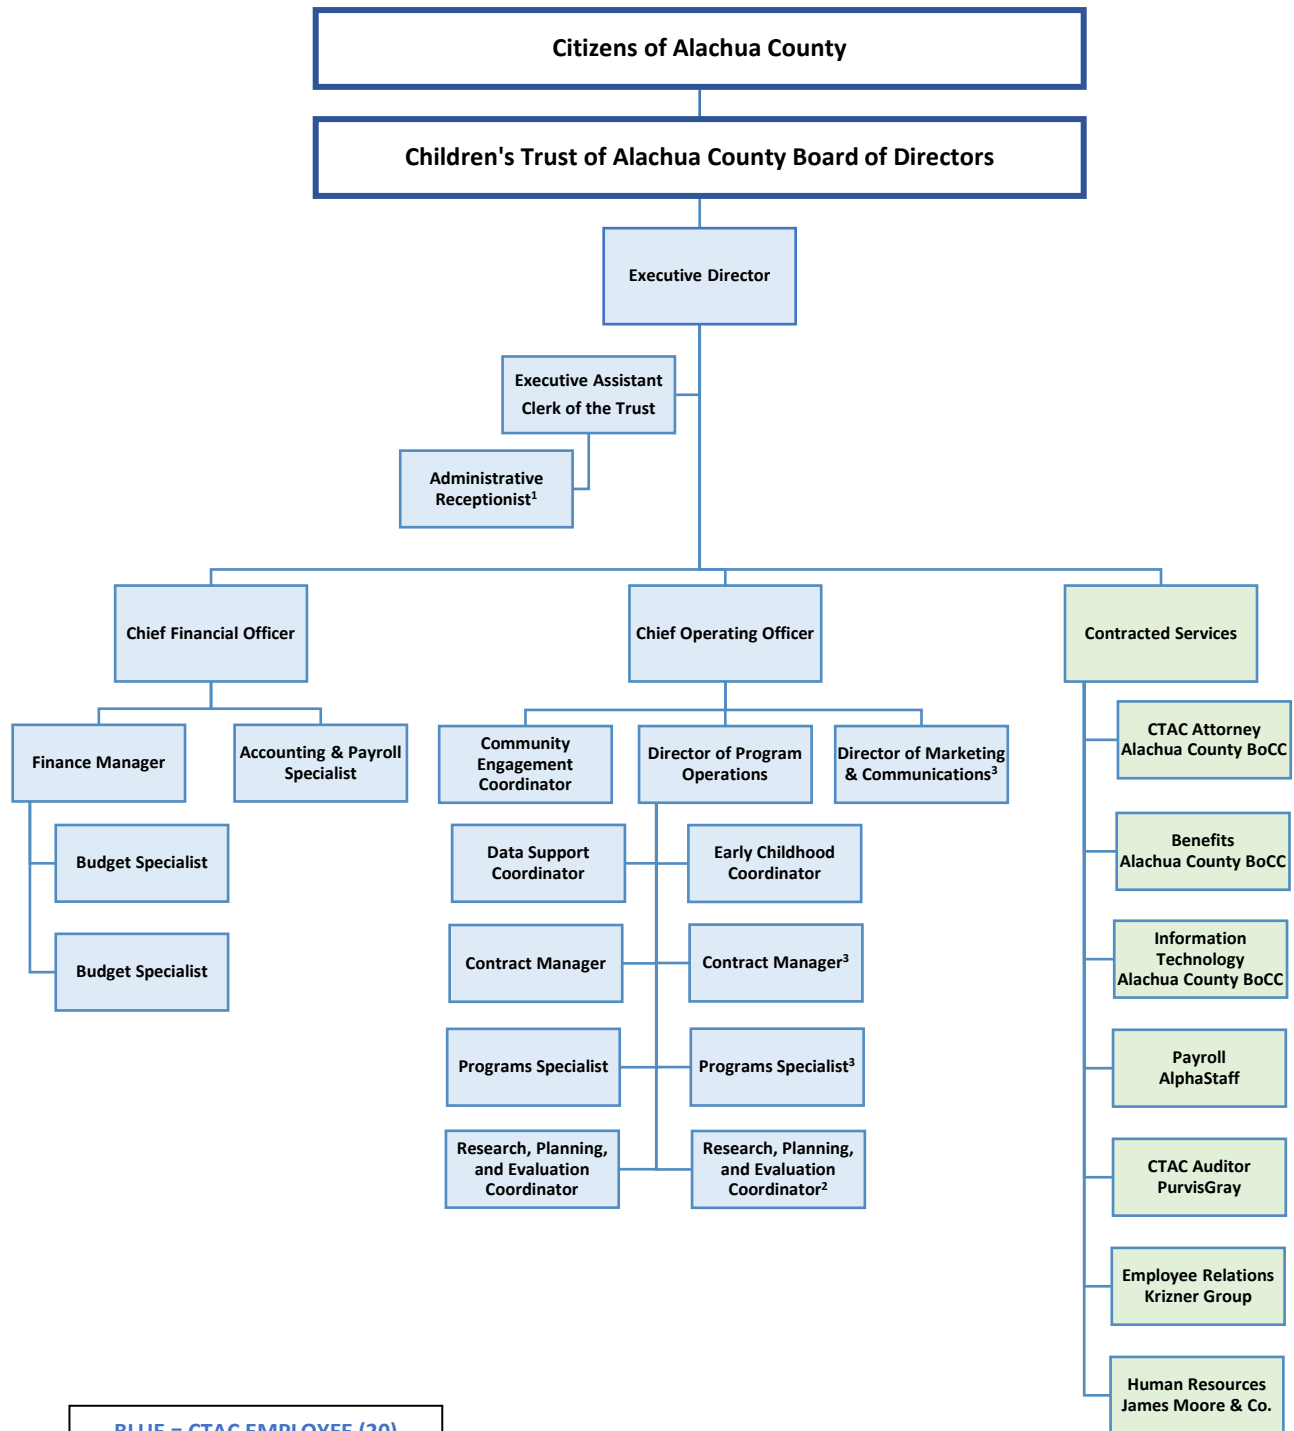 Citizens of Alachua County
Children's Trust of Alachua County Board of Directors
Executive Director
Executive Assistant
Clerk of the Trust
Administrative
Receptionist¹
Chief Financial Officer
Chief Operating Officer
Contracted Services
Finance Manager
Accounting & Payroll
Specialist
Community
Engagement
Coordinator
Director of Program
Operations
Director of Marketing
& Communications³
CTAC Attorney
Alachua County BoCC
Budget Specialist
Data Support
Coordinator
Early Childhood
Coordinator
Benefits
Alachua County BoCC
Budget Specialist
Contract Manager
Contract Manager³
Information
Technology
Alachua County BoCC
Programs Specialist
Programs Specialist³
Payroll
AlphaStaff
Research, Planning,
and Evaluation
Coordinator
Research, Planning,
and Evaluation
Coordinator²
CTAC Auditor
PurvisGray
Employee Relations
Krizner Group
Human Resources
James Moore & Co.
BLUE = CTAC EMPLOYEE (20)